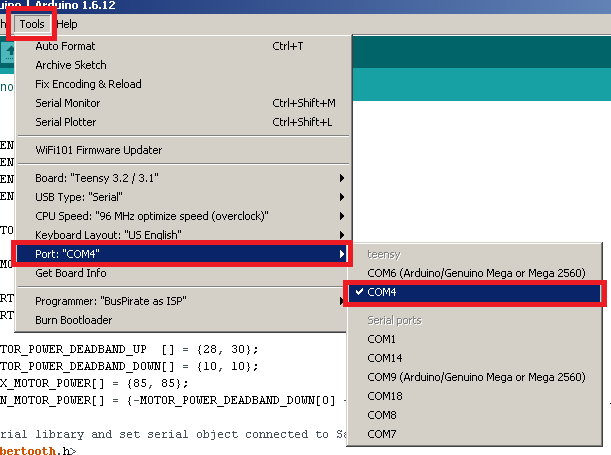 uino | Arduino 1.6.12
h Tools Help
no
Auto Format Ctrl+T
Archive Sketch
Fix Encoding & Reload
Serial Monitor Ctrl+Shift+M
Serial Plotter Ctrl+Shift+L
WiFi101 Firmware Updater
Board: "Teensy 3.2 / 3.1"
USB Type: "Serial"
CPU Speed: "96 MHz optimize speed (overclock)"
Keyboard Layout: "US English"
Port: "COM4"
Get Board Info
Programmer: "BusPirate as ISP"
Burn Bootloader
teensy
COM6 (Arduino/Genuino Mega or Mega 2560)
COM4
Serial ports
COM1
COM14
COM9 (Arduino/Genuino Mega or Mega 2560)
COM18
COM8
COM7
EN
EN
EN
EN
TO
MO
RT
RT
TOR_POWER_DEADBAND_UP [] = {28, 30};
TOR_POWER_DEADBAND_DOWN[] = {10, 10};
X_MOTOR_POWER[] = {85, 85};
N_MOTOR_POWER[] = {-MOTOR_POWER_DEADBAND_DOWN[0] -
rial library and set serial object connected to Sa
bertooth.h>